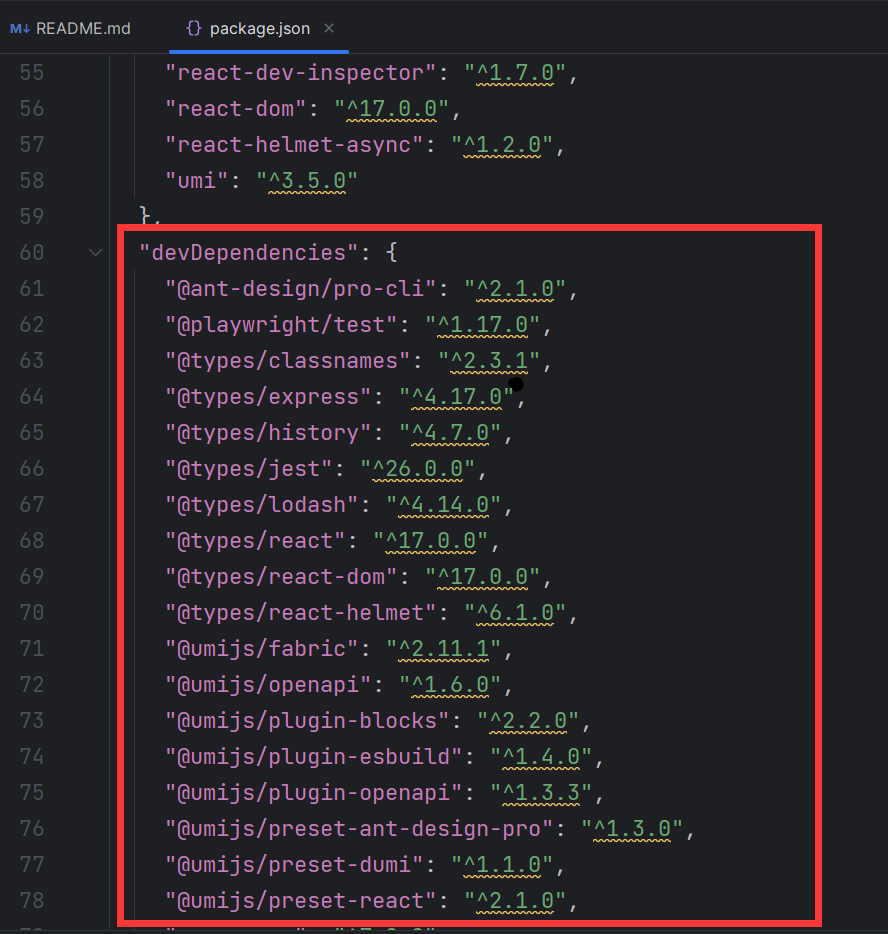 README.md
{} package.json ×
55 "react-dev-inspector": "^1.7.0",
56 "react-dom": "^17.0.0",
57 "react-helmet-async": "^1.2.0",
58 "umi": "^3.5.0"
59 },
60 "devDependencies": {
61 "@ant-design/pro-cli": "^2.1.0",
62 "@playwright/test": "^1.17.0",
63 "@types/classnames": "^2.3.1",
64 "@types/express": "^4.17.0",
65 "@types/history": "^4.7.0",
66 "@types/jest": "^26.0.0",
67 "@types/lodash": "^4.14.0",
68 "@types/react": "^17.0.0",
69 "@types/react-dom": "^17.0.0",
70 "@types/react-helmet": "^6.1.0",
71 "@umijs/fabric": "^2.11.1",
72 "@umijs/openapi": "^1.6.0",
73 "@umijs/plugin-blocks": "^2.2.0",
74 "@umijs/plugin-esbuild": "^1.4.0",
75 "@umijs/plugin-openapi": "^1.3.3",
76 "@umijs/preset-ant-design-pro": "^1.3.0",
77 "@umijs/preset-dumi": "^1.1.0",
78 "@umijs/preset-react": "^2.1.0",